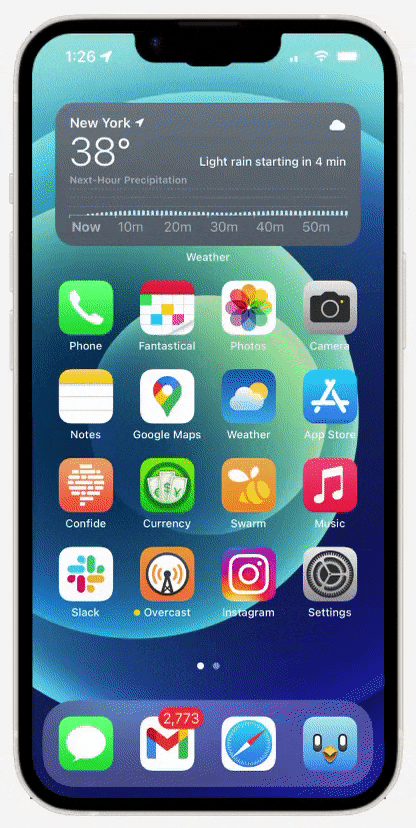 1:26
New York
38°
Light rain starting in 4 min
Next-Hour Precipitation
Now 10m 20m 30m 40m 50m
Weather
Phone Fantastical Photos Camera
Notes Google Maps Weather App Store
Confide Currency Swarm Music
Slack Overcast Instagram Settings
2,773